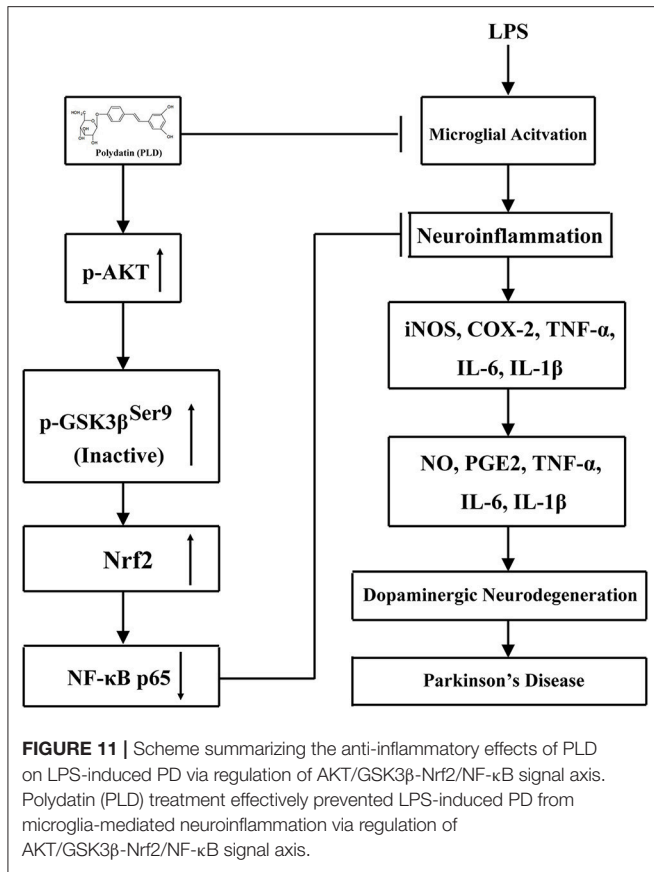 LPS
HO
OH
OH
Polydatin (PLD)
Microglial Acitvation
p-AKT
Neuroinflammation
iNOS, COX-2, TNF-α,
IL-6, IL-1β
p-GSK3βSer9
(Inactive)
NO, PGE2, TNF-α,
IL-6, IL-1β
Nrf2
Dopaminergic Neurodegeneration
NF-κB p65
Parkinson's Disease
FIGURE 11 | Scheme summarizing the anti-inflammatory effects of PLD
on LPS-induced PD via regulation of AKT/GSK3β-Nrf2/NF-κB signal axis.
Polydatin (PLD) treatment effectively prevented LPS-induced PD from
microglia-mediated neuroinflammation via regulation of
AKT/GSK3β-Nrf2/NF-κB signal axis.